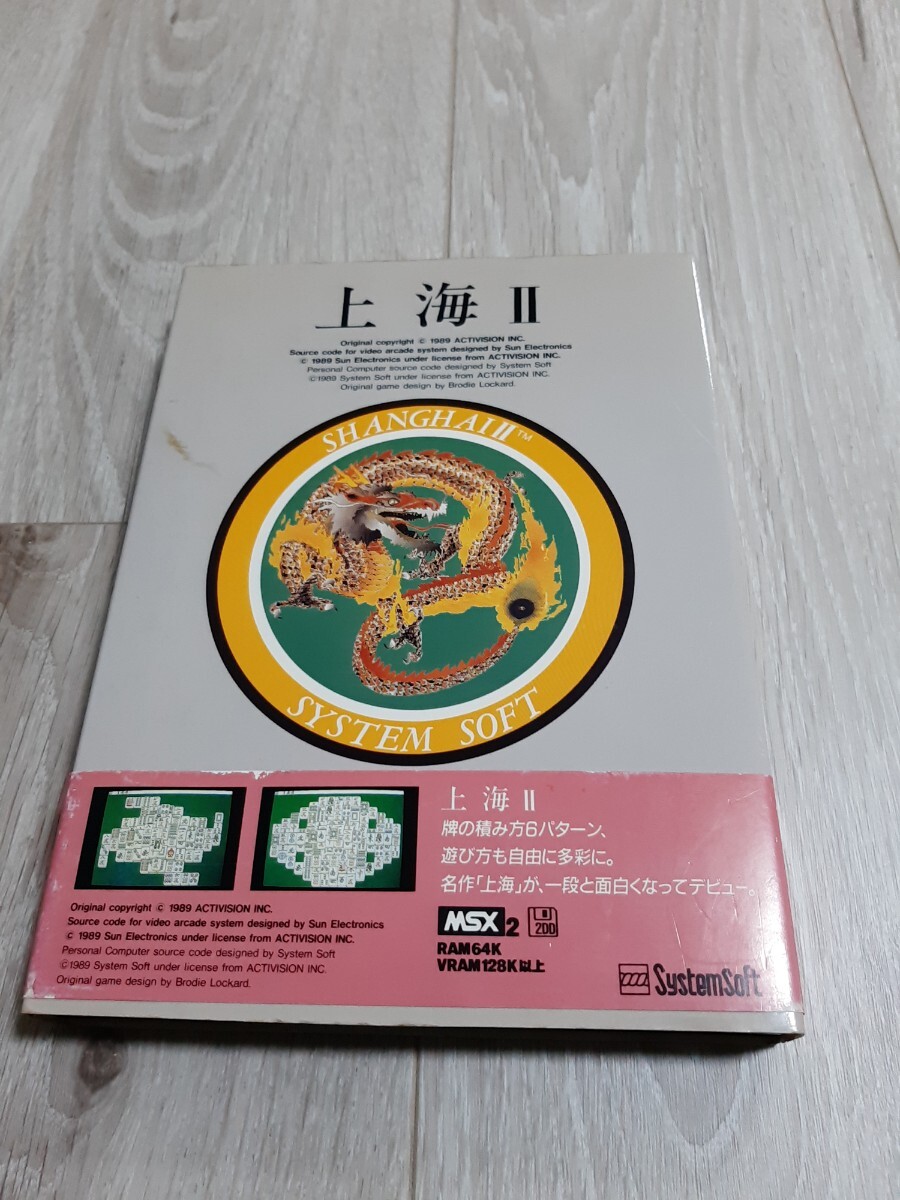 上海II
Original copyright © 1989 ACTIVISION INC.
Source code for video arcade system designed by Sun Electronics
© 1989 Sun Electronics under license from ACTIVISION INC.
Personal Computer source code designed by System Soft
©1989 System Soft under license from ACTIVISION INC.
Original game design by Brodie Lockard.
SHANGHAI II™
SYSTEM SOFT
上海II
牌の積み方6パターン、
遊び方も自由に多彩に。
名作「上海」が、一段と面白くなってデビュー。
Original copyright © 1989 ACTIVISION INC.
Source code for video arcade system designed by Sun Electronics
© 1989 Sun Electronics under license from ACTIVISION INC.
Personal Computer source code designed by System Soft
©1989 System Soft under license from ACTIVISION INC.
Original game design by Brodie Lockard.
MSX 2 2DD
RAM64K
VRAM128K以上
SystemSoft